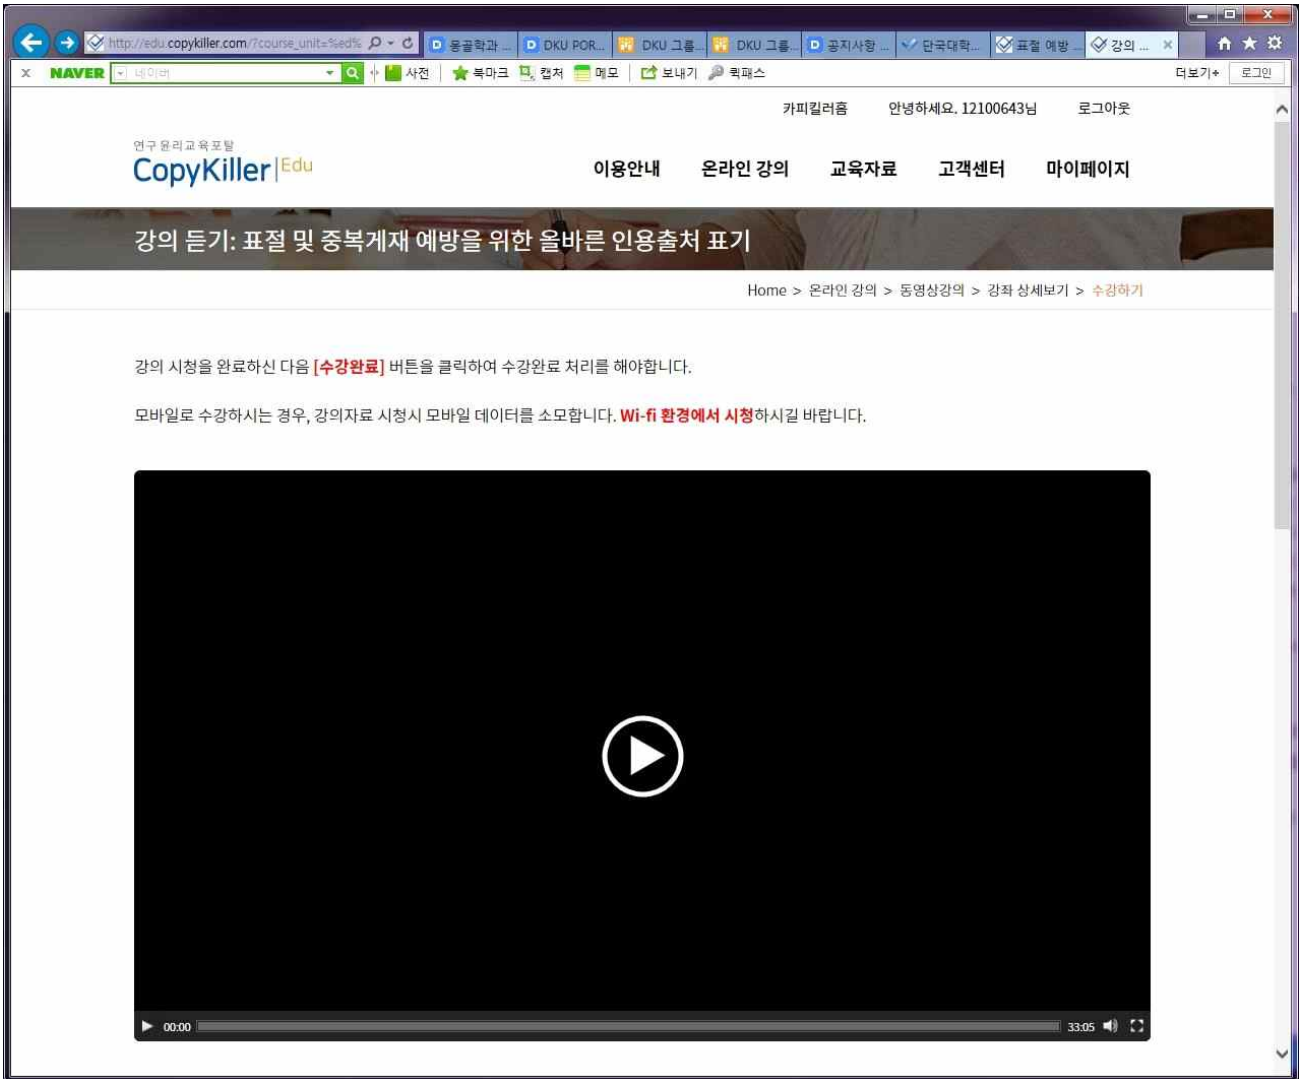 http://edu.copykiller.com/?course_unit=%ed%
몽골학과 ...
DKU POR...
DKU 그룹...
DKU 그룹...
공지사항 ...
단국대학...
표절 예방 ...
강의 ...
NAVER
네이버
사전
북마크
캡처
메모
보내기
퀵패스
더보기+
로그인
카피킬러홈
안녕하세요. 12100643님
로그아웃
연구윤리교육포탈
CopyKiller|Edu
이용안내
온라인 강의
교육자료
고객센터
마이페이지
강의 듣기: 표절 및 중복게재 예방을 위한 올바른 인용출처 표기
Home > 온라인 강의 > 동영상강의 > 강좌 상세보기 > 수강하기
강의 시청을 완료하신 다음 [수강완료] 버튼을 클릭하여 수강완료 처리를 해야합니다.
모바일로 수강하시는 경우, 강의자료 시청시 모바일 데이터를 소모합니다. Wi-fi 환경에서 시청하시길 바랍니다.
00:00
33:05